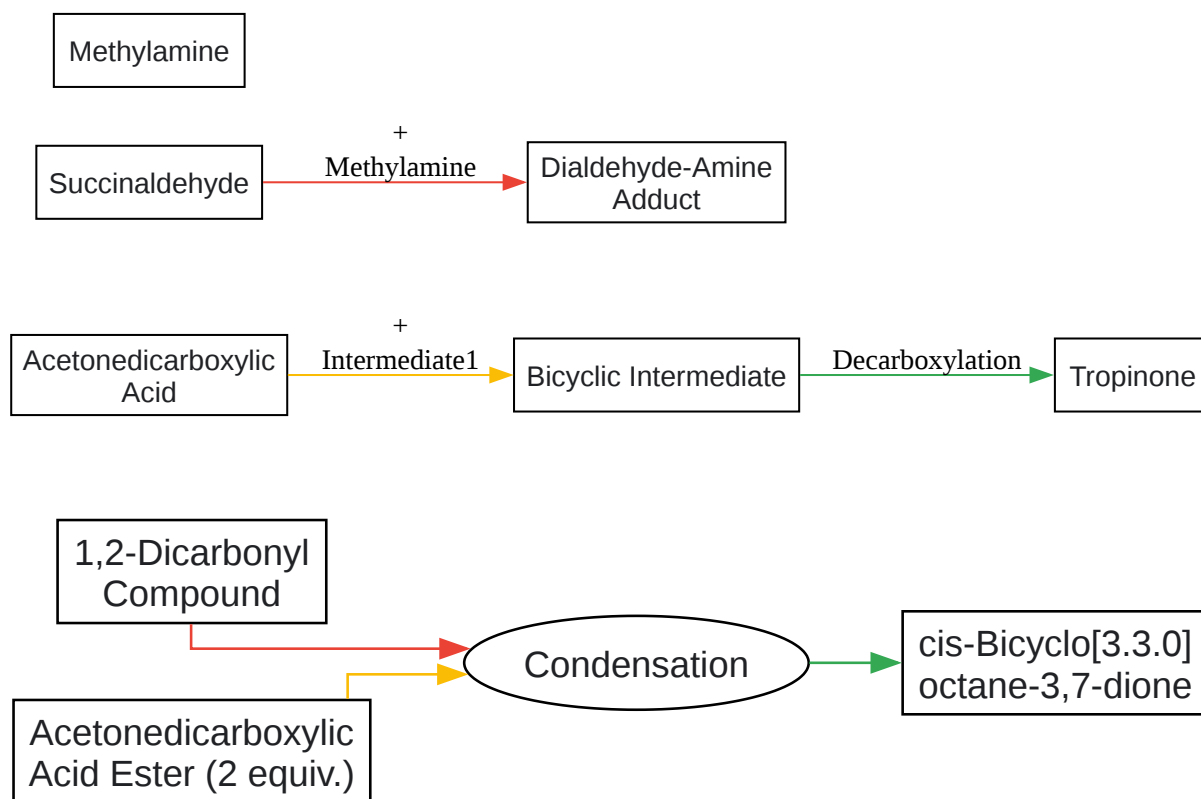 Methylamine
+
Methylamine
Succinaldehyde
Dialdehyde-Amine
Adduct
+
Intermediate1
Acetonedicarboxylic
Acid
Bicyclic Intermediate
Decarboxylation
Tropinone
1,2-Dicarbonyl
Compound
Condensation
cis-Bicyclo[3.3.0]
octane-3,7-dione
Acetonedicarboxylic
Acid Ester (2 equiv.)